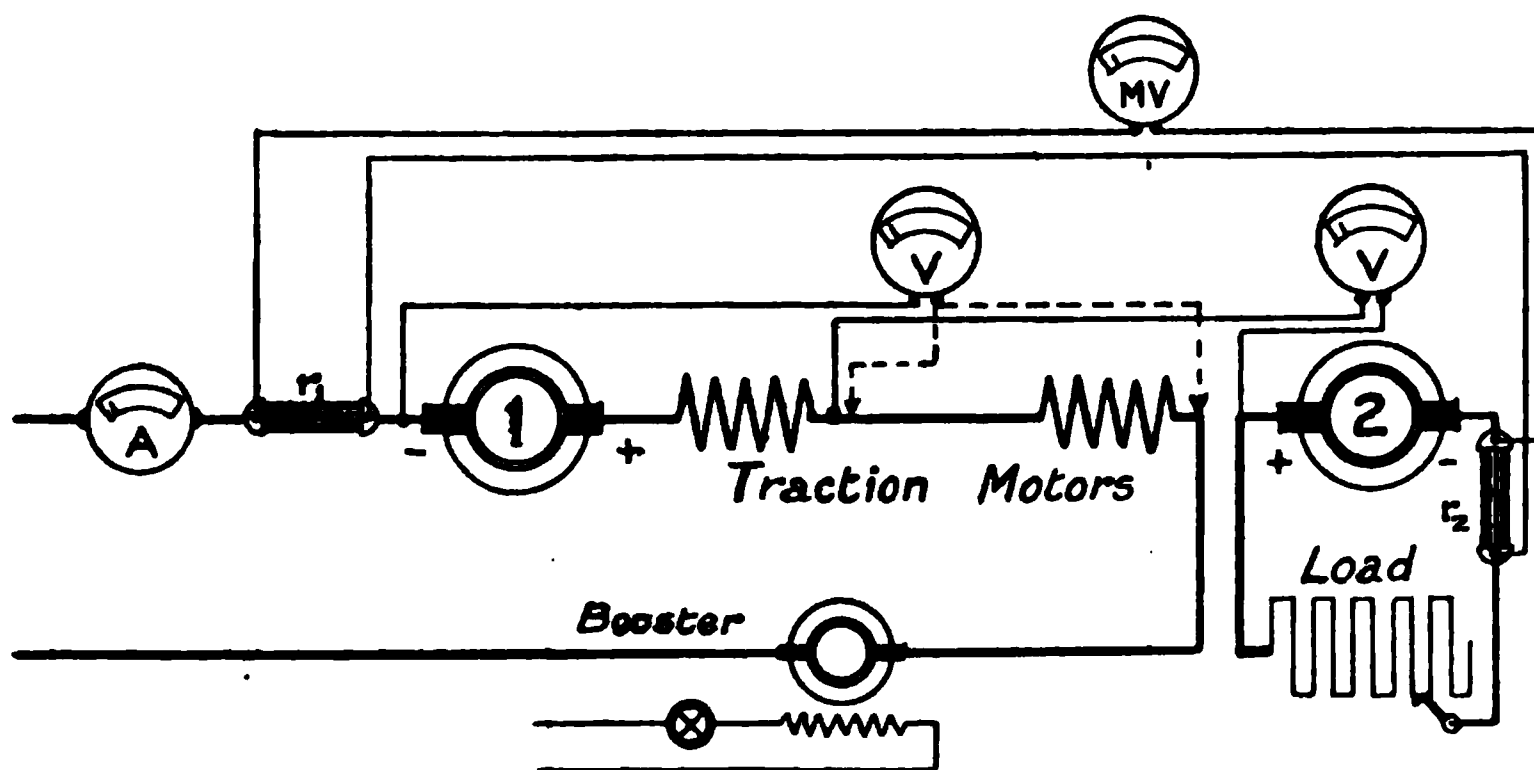 MV
V
V
r1
A
1
2
-
+
+
-
Traction Motors
r2
Load
Booster